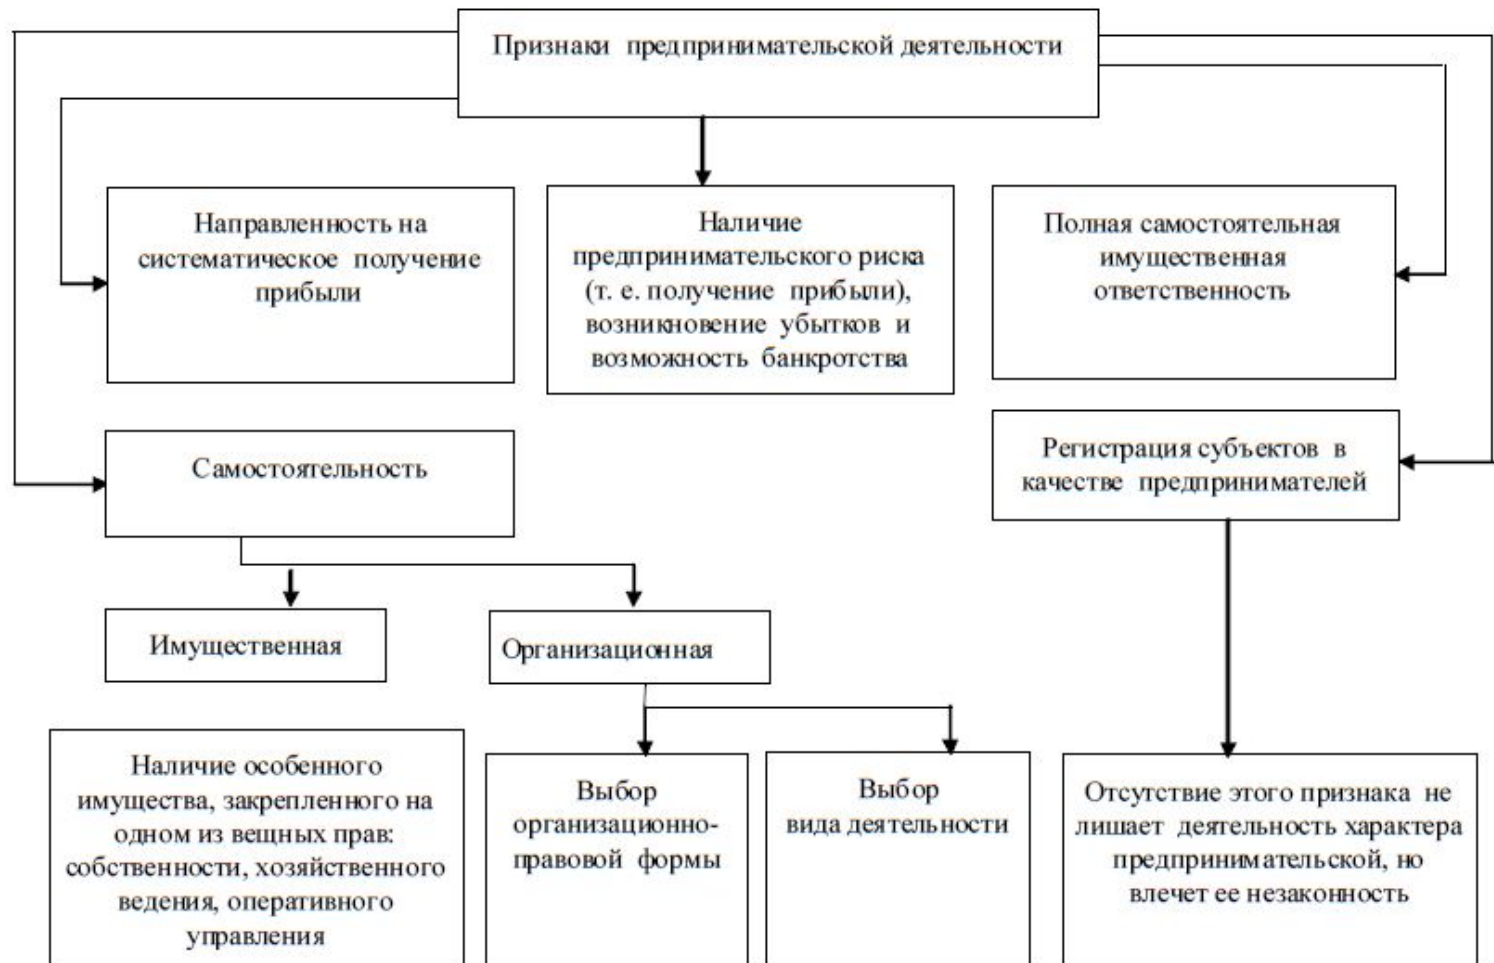 Признаки предпринимательской деятельности
Направленность на
систематическое получение
прибыли
Наличие
предпринимательского риска
(т. е. получение прибыли),
возникновение убытков и
возможность банкротства
Полная самостоятельная
имущественная
ответственность
Самостоятельность
Регистрация субъектов в
качестве предпринимателей
Имущественная
Организационная
Наличие особенного
имущества, закрепленного на
одном из вещных прав:
собственности, хозяйственного
ведения, оперативного
управления
Выбор
организационно-
правовой формы
Выбор
вида деятельности
Отсутствие этого признака не
лишает деятельность характера
предпринимательской, но
влечет ее незаконность